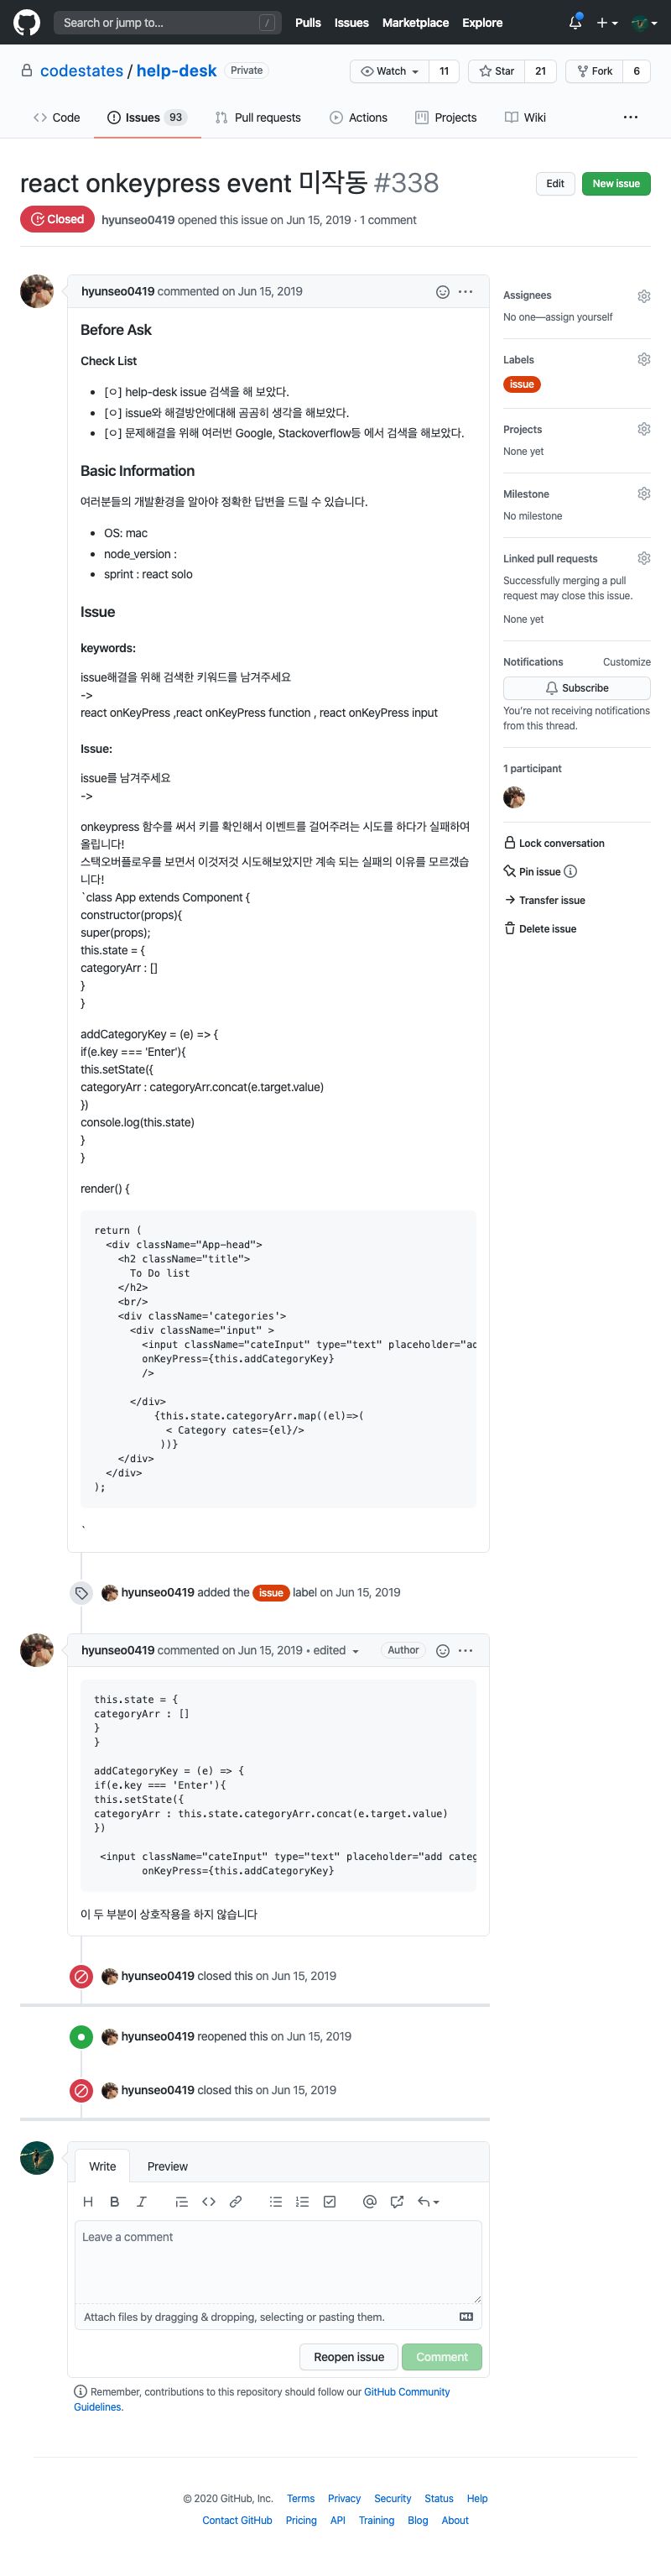 Search or jump to...
/
Pulls Issues Marketplace Explore
codestates / help-desk Private
Watch 11 Star 21 Fork 6
Code Issues 93 Pull requests Actions Projects Wiki
react onkeypress event 미작동 #338
Edit New issue
Closed hyunseo0419 opened this issue on Jun 15, 2019 · 1 comment
hyunseo0419 commented on Jun 15, 2019
Before Ask
Check List
[ㅇ] help-desk issue 검색을 해 보았다.
[ㅇ] issue와 해결방안에대해 곰곰히 생각을 해보았다.
[ㅇ] 문제해결을 위해 여러번 Google, Stackoverflow등 에서 검색을 해보았다.
Basic Information
여러분들의 개발환경을 알아야 정확한 답변을 드릴 수 있습니다.
OS: mac
node_version :
sprint : react solo
Issue
keywords:
issue해결을 위해 검색한 키워드를 남겨주세요
->
react onKeyPress ,react onKeyPress function , react onKeyPress input
Issue:
issue를 남겨주세요
->
onkeypress 함수를 써서 키를 확인해서 이벤트를 걸어주려는 시도를 하다가 실패하여
올립니다!
스택오버플로우를 보면서 이것저것 시도해보았지만 계속 되는 실패의 이유를 모르겠습
니다!
`class App extends Component {
constructor(props){
super(props);
this.state = {
categoryArr : []
}
}
addCategoryKey = (e) => {
if(e.key === 'Enter'){
this.setState({
categoryArr : categoryArr.concat(e.target.value)
})
console.log(this.state)
}
}
render() {
return (
<div className="App-head">
<h2 className="title">
To Do list
</h2>
<br/>
<div className='categories'>
<div className="input" >
<input className="cateInput" type="text" placeholder="ac
onKeyPress={this.addCategoryKey}
/>
</div>
{this.state.categoryArr.map((el)=>(
< Category cates={el}/>
))}
</div>
</div>
);
`
hyunseo0419 added the issue label on Jun 15, 2019
hyunseo0419 commented on Jun 15, 2019 • edited Author
this.state = {
categoryArr : []
}
}
addCategoryKey = (e) => {
if(e.key === 'Enter'){
this.setState({
categoryArr : this.state.categoryArr.concat(e.target.value)
})
<input className="cateInput" type="text" placeholder="add categ
onKeyPress={this.addCategoryKey}
이 두 부분이 상호작용을 하지 않습니다
hyunseo0419 closed this on Jun 15, 2019
hyunseo0419 reopened this on Jun 15, 2019
hyunseo0419 closed this on Jun 15, 2019
Write Preview
Leave a comment
Attach files by dragging & dropping, selecting or pasting them.
Reopen issue Comment
Remember, contributions to this repository should follow our GitHub Community
Guidelines.
Assignees
No one—assign yourself
Labels
issue
Projects
None yet
Milestone
No milestone
Linked pull requests
Successfully merging a pull
request may close this issue.
None yet
Notifications Customize
Subscribe
You're not receiving notifications
from this thread.
1 participant
Lock conversation
Pin issue
Transfer issue
Delete issue
© 2020 GitHub, Inc. Terms Privacy Security Status Help
Contact GitHub Pricing API Training Blog About